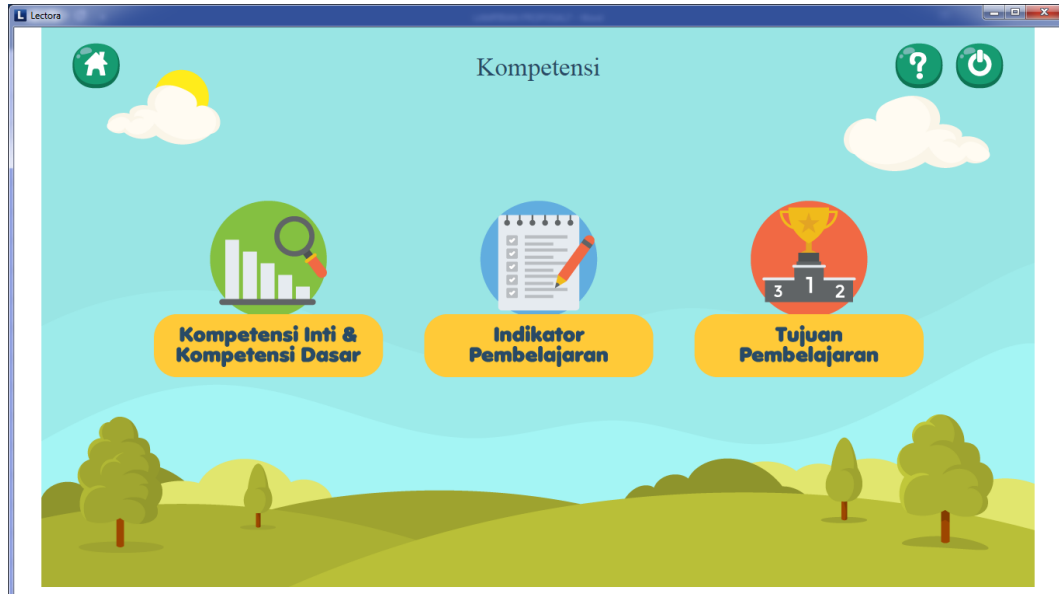 Lectora
Kompetensi
?
Kompetensi Inti &
Kompetensi Dasar
3 1 2
Indikator
Pembelajaran
Tujuan
Pembelajaran